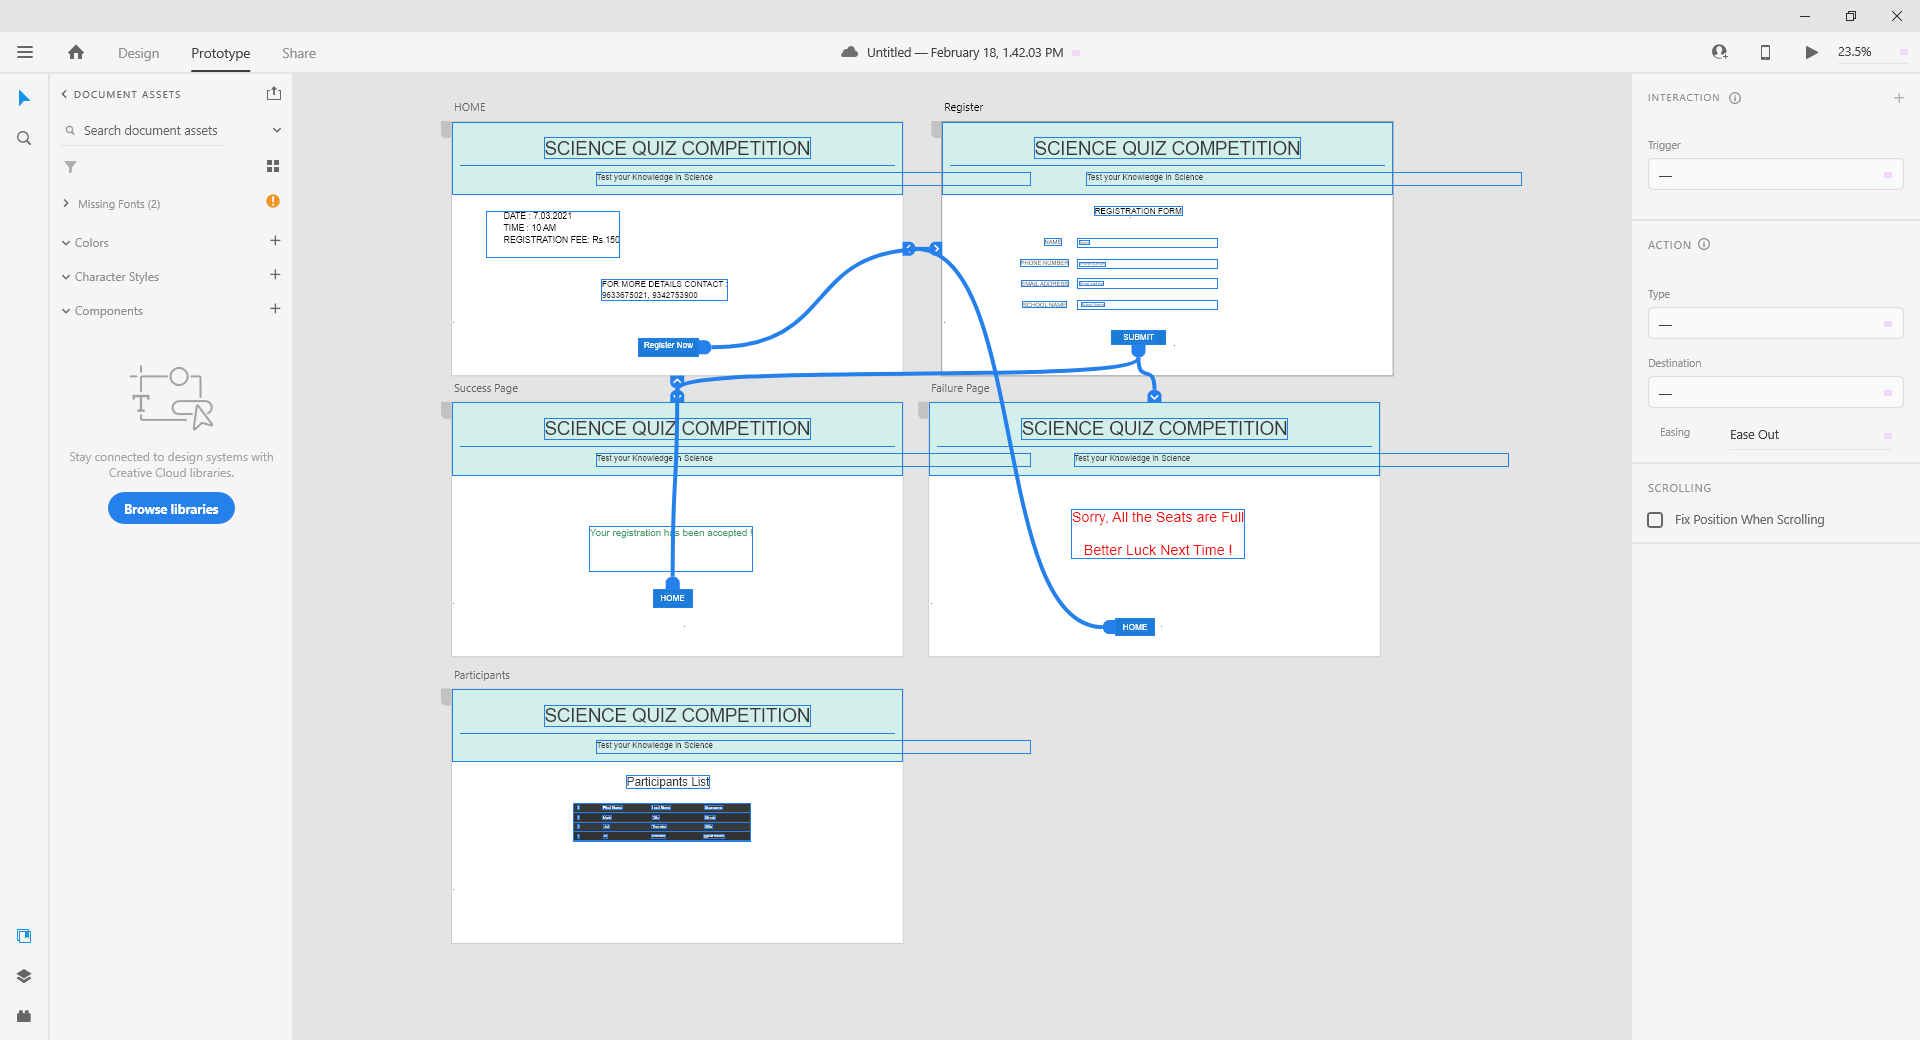 Design
Prototype
Share
Untitled — February 18, 1.42.03 PM
23.5%
DOCUMENT ASSETS
Search document assets
Missing Fonts (2)
Colors
Character Styles
Components
Stay connected to design systems with
Creative Cloud libraries.
Browse libraries
HOME
SCIENCE QUIZ COMPETITION
Test your Knowledge in Science
DATE : 7.03.2021
TIME : 10 AM
REGISTRATION FEE: Rs.150
FOR MORE DETAILS CONTACT :
9633675021, 9342753900
Register Now
Register
SCIENCE QUIZ COMPETITION
Test your Knowledge in Science
REGISTRATION FORM
NAME
PHONE NUMBER
EMAIL ADDRESS
SCHOOL NAME
SUBMIT
Success Page
SCIENCE QUIZ COMPETITION
Test your Knowledge in Science
Your registration has been accepted !
HOME
Failure Page
SCIENCE QUIZ COMPETITION
Test your Knowledge in Science
Sorry, All the Seats are Full
Better Luck Next Time !
HOME
Participants
SCIENCE QUIZ COMPETITION
Test your Knowledge in Science
Participants List
INTERACTION
Trigger
—
ACTION
Type
—
Destination
—
Easing
Ease Out
SCROLLING
Fix Position When Scrolling